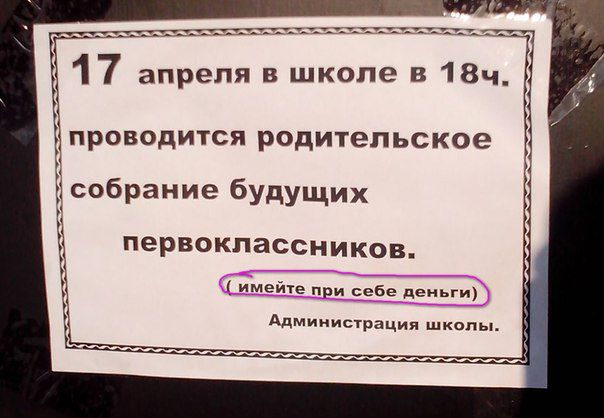 17 апреля в школе в 18ч.
проводится родительское
собрание будущих
первоклассников.
( имейте при себе деньги)
Администрация школы.